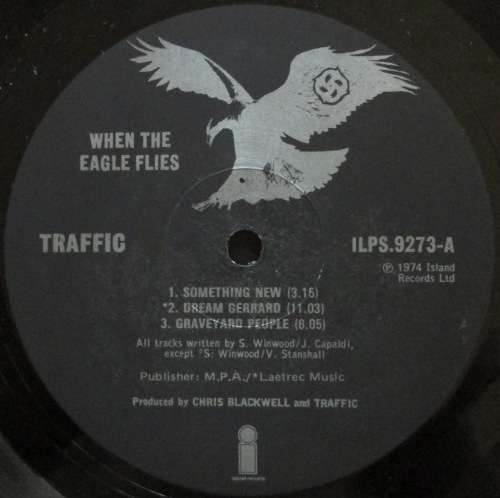 WHEN THE
EAGLE FLIES
TRAFFIC
ILPS.9273-A
℗ 1974 Island
Records Ltd
1. SOMETHING NEW (3.15)
*2. DREAM GERRARD (11.03)
3. GRAVEYARD PEOPLE (6.05)
All tracks written by S. Winwood/J. Capaldi,
except *S. Winwood/V. Stanshall
Publisher: M.P.A./*Laetrec Music
Produced by CHRIS BLACKWELL and TRAFFIC
island records